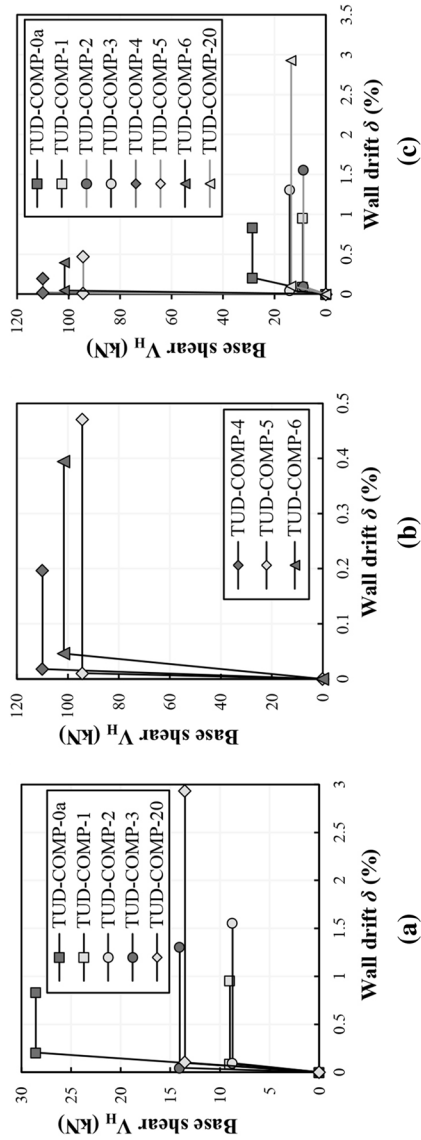 30
25
20
15
10
5
0
Base shear V_H (kN)
TUD-COMP-0a
TUD-COMP-1
TUD-COMP-2
TUD-COMP-3
TUD-COMP-20
0 0.5 1 1.5 2 2.5 3
Wall drift δ (%)
(a)
120
100
80
60
40
20
0
Base shear V_H (kN)
TUD-COMP-4
TUD-COMP-5
TUD-COMP-6
0 0.1 0.2 0.3 0.4 0.5
Wall drift δ (%)
(b)
120
100
80
60
40
20
0
Base shear V_H (kN)
TUD-COMP-0a
TUD-COMP-1
TUD-COMP-2
TUD-COMP-3
TUD-COMP-4
TUD-COMP-5
TUD-COMP-6
TUD-COMP-20
0 0.5 1 1.5 2 2.5 3 3.5
Wall drift δ (%)
(c)